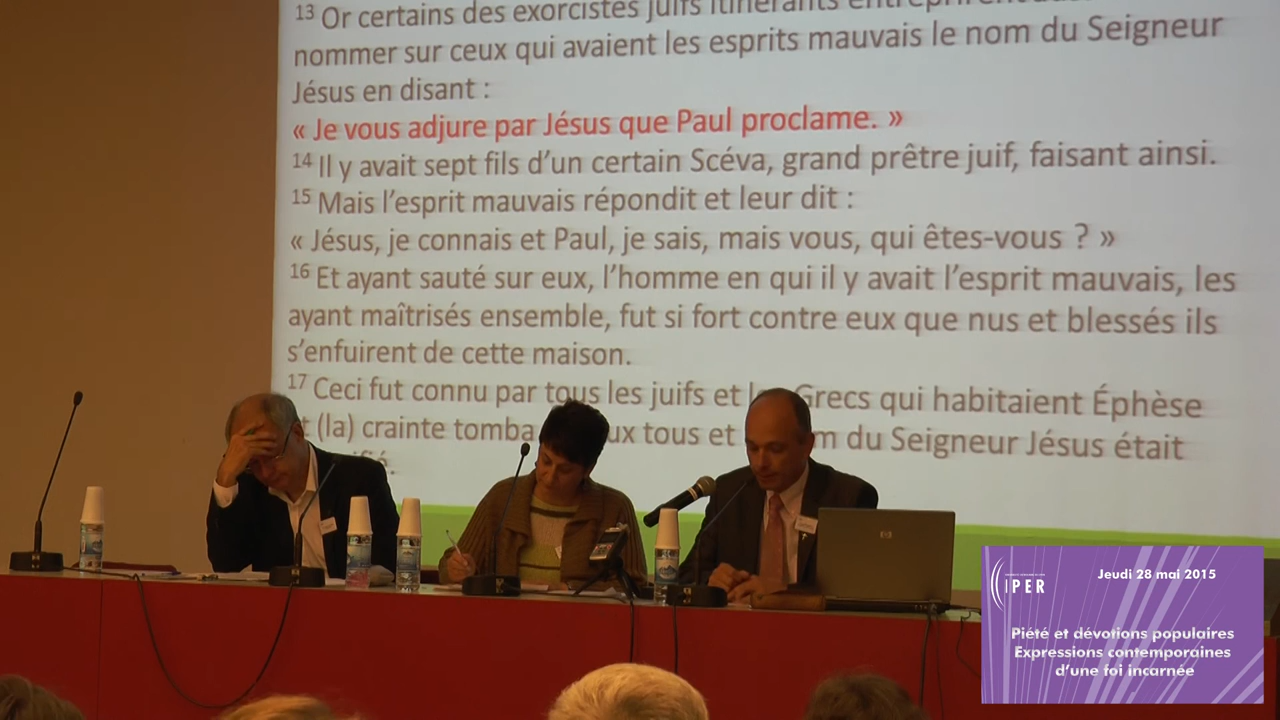 13 Or certains des exorcistes juifs itinérants
nommer sur ceux qui avaient les esprits mauvais le nom du Seigneur
Jésus en disant :
« Je vous adjure par Jésus que Paul proclame. »
14 Il y avait sept fils d’un certain Scéva, grand prêtre juif, faisant ainsi.
15 Mais l’esprit mauvais répondit et leur dit :
« Jésus, je connais et Paul, je sais, mais vous, qui êtes-vous ? »
16 Et ayant sauté sur eux, l’homme en qui il y avait l’esprit mauvais, les
ayant maîtrisés ensemble, fut si fort contre eux que nus et blessés ils
s’enfuirent de cette maison.
17 Ceci fut connu par tous les juifs et Grecs qui habitaient Éphèse
(la) crainte tomba tous et du Seigneur Jésus était
hp
Jeudi 28 mai 2015
IPER
Piété et dévotions populaires
Expressions contemporaines
d'une foi incarnée